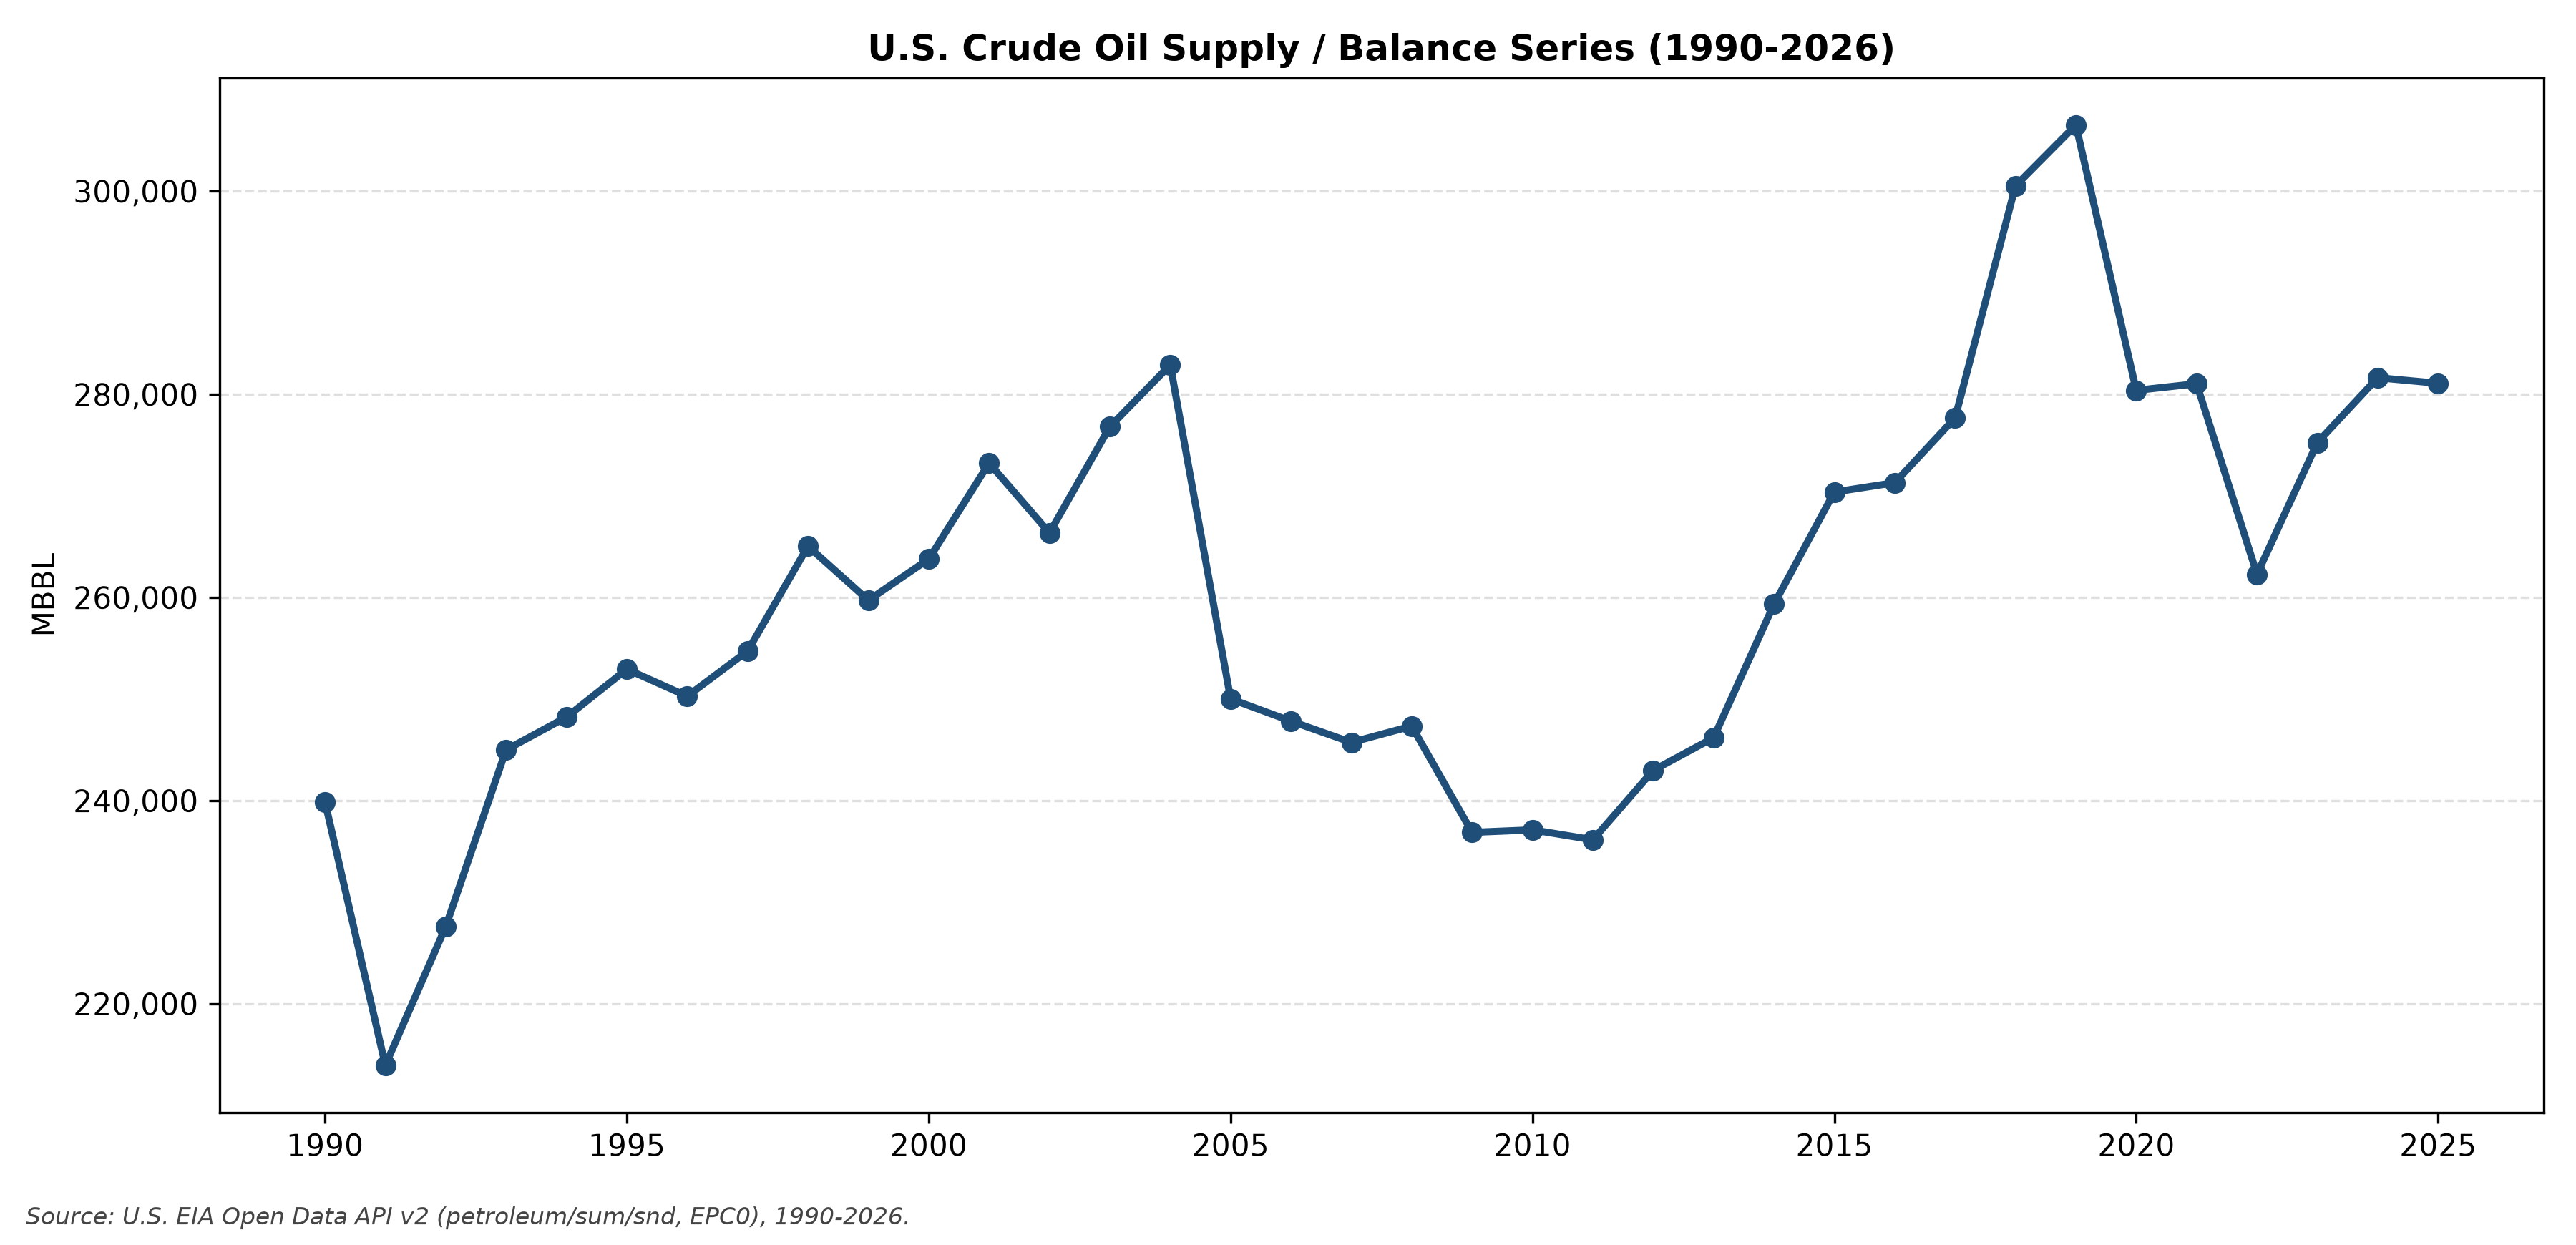 U.S. Crude Oil Supply / Balance Series (1990-2026)
MBBL
300,000
280,000
260,000
240,000
220,000
1990 1995 2000 2005 2010 2015 2020 2025
Source: U.S. EIA Open Data API v2 (petroleum/sum/snd, EPC0), 1990-2026.